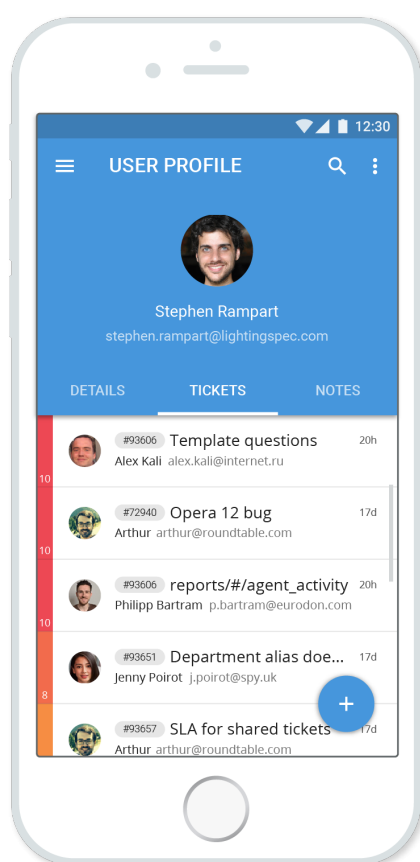 12:30
USER PROFILE
Stephen Rampart
stephen.rampart@lightingspec.com
DETAILS TICKETS NOTES
#93606 Template questions 20h
Alex Kali alex.kali@internet.ru
10
#72940 Opera 12 bug 17d
Arthur arthur@roundtable.com
10
#93606 reports/#/agent_activity 20h
Philipp Bartram p.bartram@eurodon.com
10
#93651 Department alias doe... 17d
Jenny Poirot j.poirot@spy.uk
8
#93657 SLA for shared tickets 17d
Arthur arthur@roundtable.com